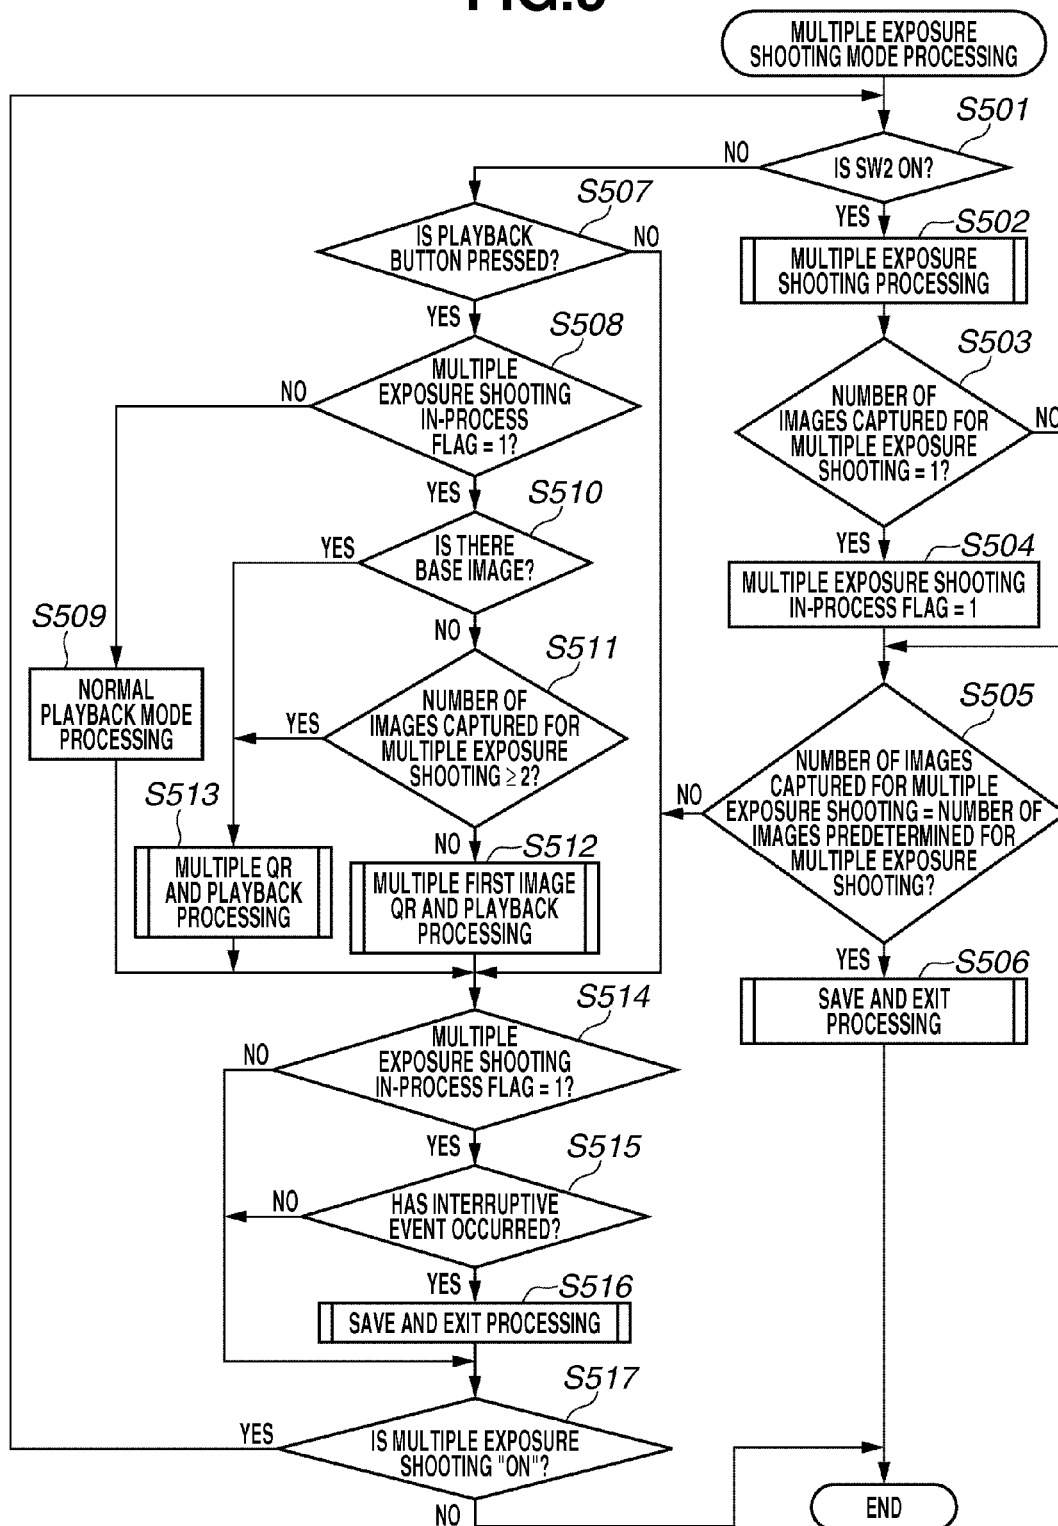 MULTIPLE EXPOSURE
SHOOTING MODE PROCESSING
S501
IS SW2 ON?
NO
YES
S502
MULTIPLE EXPOSURE
SHOOTING PROCESSING
S503
NUMBER OF
IMAGES CAPTURED FOR
MULTIPLE EXPOSURE
SHOOTING = 1?
NO
YES
S504
MULTIPLE EXPOSURE SHOOTING
IN-PROCESS FLAG = 1
S505
NUMBER OF IMAGES
CAPTURED FOR MULTIPLE
EXPOSURE SHOOTING = NUMBER OF
IMAGES PREDETERMINED FOR
MULTIPLE EXPOSURE
SHOOTING?
NO
YES
S506
SAVE AND EXIT
PROCESSING
S507
IS PLAYBACK
BUTTON PRESSED?
NO
YES
S508
MULTIPLE
EXPOSURE SHOOTING
IN-PROCESS
FLAG = 1?
NO
YES
S509
NORMAL
PLAYBACK MODE
PROCESSING
S510
IS THERE
BASE IMAGE?
YES
NO
S511
NUMBER OF
IMAGES CAPTURED FOR
MULTIPLE EXPOSURE
SHOOTING ≥ 2?
YES
NO
S512
MULTIPLE FIRST IMAGE
QR AND PLAYBACK
PROCESSING
S513
MULTIPLE QR
AND PLAYBACK
PROCESSING
S514
MULTIPLE
EXPOSURE SHOOTING
IN-PROCESS FLAG = 1?
NO
YES
S515
HAS INTERRUPTIVE
EVENT OCCURRED?
NO
YES
S516
SAVE AND EXIT PROCESSING
S517
IS MULTIPLE EXPOSURE
SHOOTING "ON"?
YES
NO
END